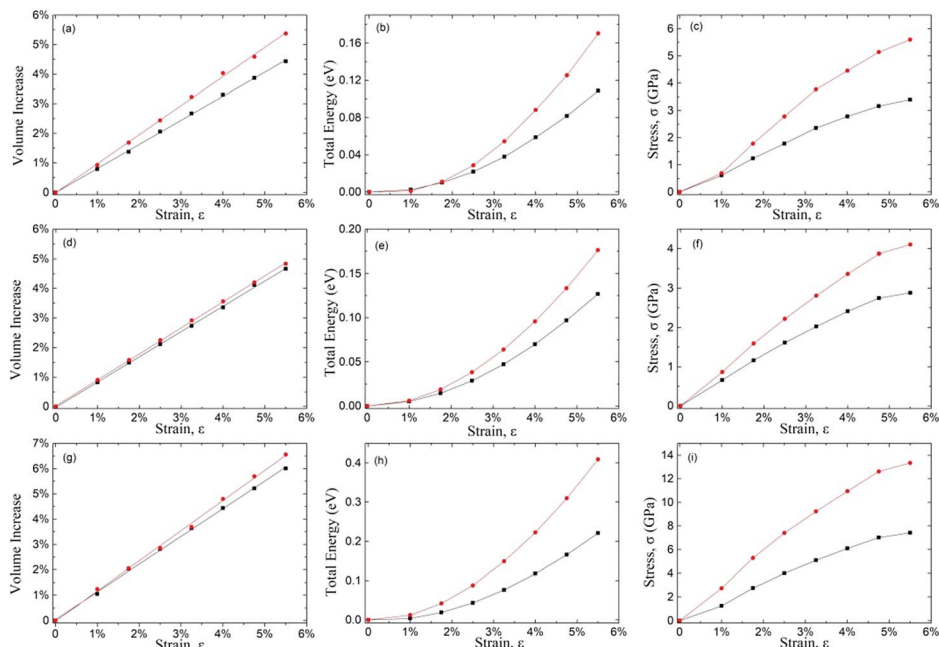 (a)
Volume Increase
6%
5%
4%
3%
2%
1%
0
0 1% 2% 3% 4% 5% 6%
Strain, ε
(b)
Total Energy (eV)
0.16
0.12
0.08
0.04
0.00
0 1% 2% 3% 4% 5% 6%
Strain, ε
(c)
Stress, σ (GPa)
6
5
4
3
2
1
0
0 1% 2% 3% 4% 5% 6%
Strain, ε
(d)
Volume Increase
6%
5%
4%
3%
2%
1%
0
0 1% 2% 3% 4% 5% 6%
Strain, ε
(e)
Total Energy (eV)
0.20
0.15
0.10
0.05
0.00
0 1% 2% 3% 4% 5% 6%
Strain, ε
(f)
Stress, σ (GPa)
4
3
2
1
0
0 1% 2% 3% 4% 5% 6%
Strain, ε
(g)
Volume Increase
7%
6%
5%
4%
3%
2%
1%
0
0 1% 2% 3% 4% 5% 6%
Strain, ε
(h)
Total Energy (eV)
0.4
0.3
0.2
0.1
0.0
0 1% 2% 3% 4% 5% 6%
Strain, ε
(i)
Stress, σ (GPa)
14
12
10
8
6
4
2
0
0 1% 2% 3% 4% 5% 6%
Strain, ε